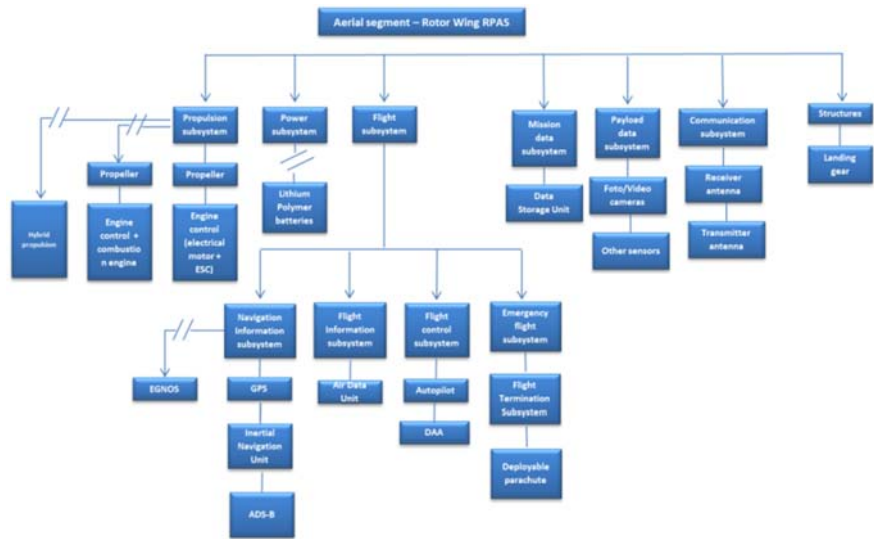 Aerial segment – Rotor Wing RPAS
Propulsion
subsystem
Power
subsystem
Flight
subsystem
Mission
data
subsystem
Payload
data
subsystem
Communication
subsystem
Structures
Propeller
Propeller
Lithium
Polymer
batteries
Data
Storage Unit
Foto/Video
cameras
Receiver
antenna
Landing
gear
Hybrid
propulsion
Engine
control +
combustio
n engine
Engine
control
(electrical
motor +
ESC)
Other sensors
Transmitter
antenna
Navigation
Information
subsystem
Flight
Information
subsystem
Flight
control
subsystem
Emergency
flight
subsystem
EGNOS
GPS
Air Data
Unit
Autopilot
Flight
Termination
Subsystem
Inertial
Navigation
Unit
DAA
Deployable
parachute
ADS-B